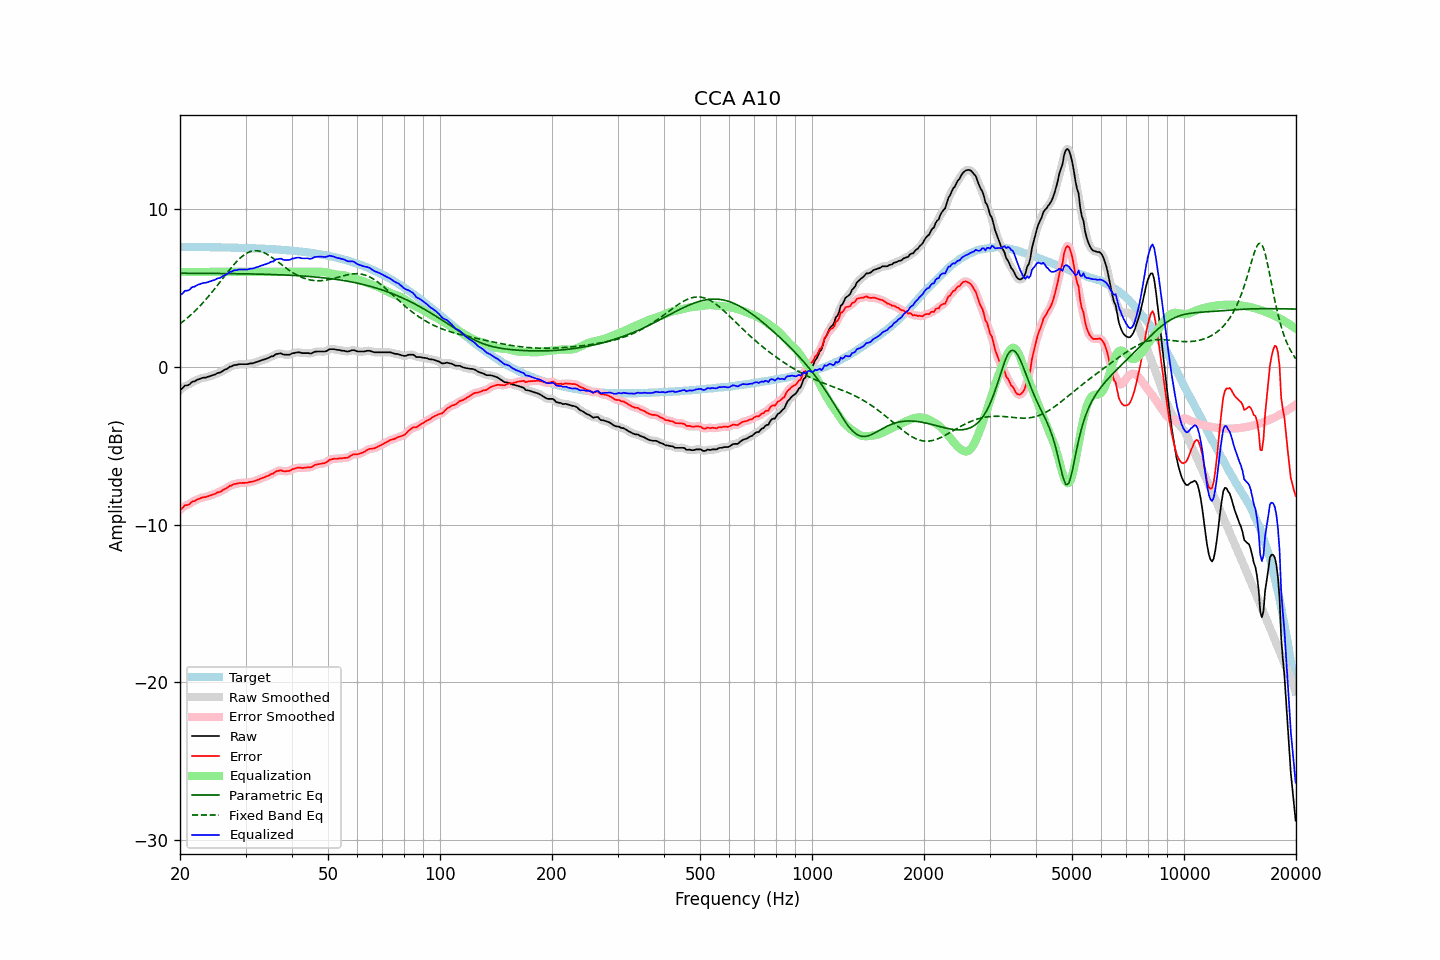 CCA A10
Amplitude (dBr)
10
0
−10
−20
−30
Target
Raw Smoothed
Error Smoothed
Raw
Error
Equalization
Parametric Eq
Fixed Band Eq
Equalized
20 50 100 200 500 1000 2000 5000 10000 20000
Frequency (Hz)